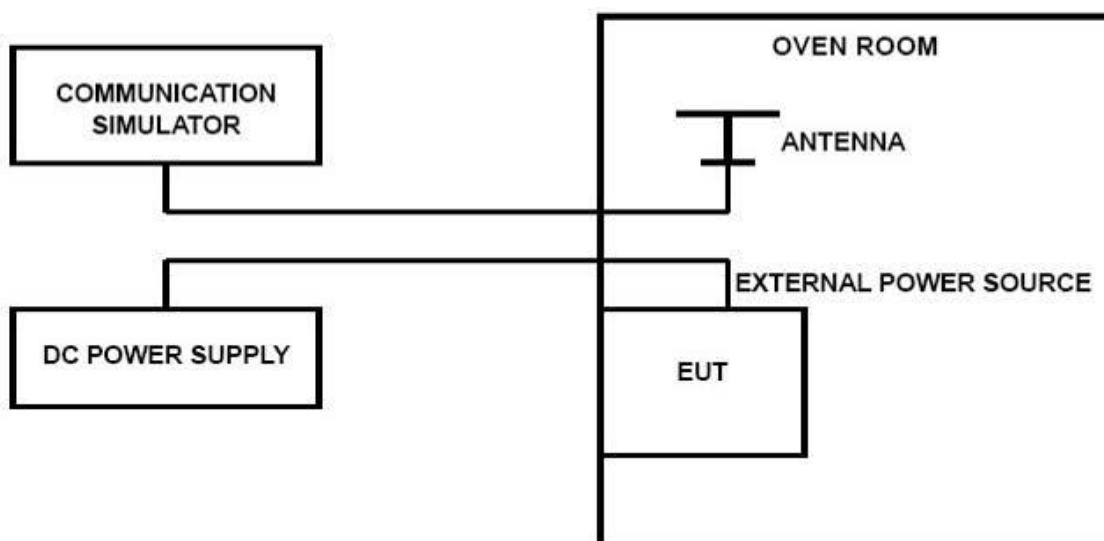 OVEN ROOM
COMMUNICATION
SIMULATOR
ANTENNA
EXTERNAL POWER SOURCE
DC POWER SUPPLY
EUT